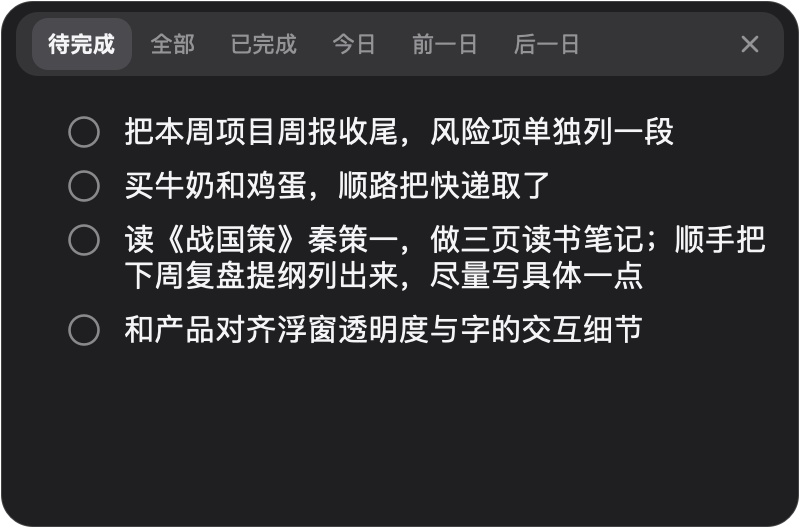 待完成 全部 已完成 今日 前一日 后一日
把本周项目周报收尾，风险项单独列一段
买牛奶和鸡蛋，顺路把快递取了
读《战国策》秦策一，做三页读书笔记；顺手把
下周复盘提纲列出来，尽量写具体一点
和产品对齐浮窗透明度与字的交互细节